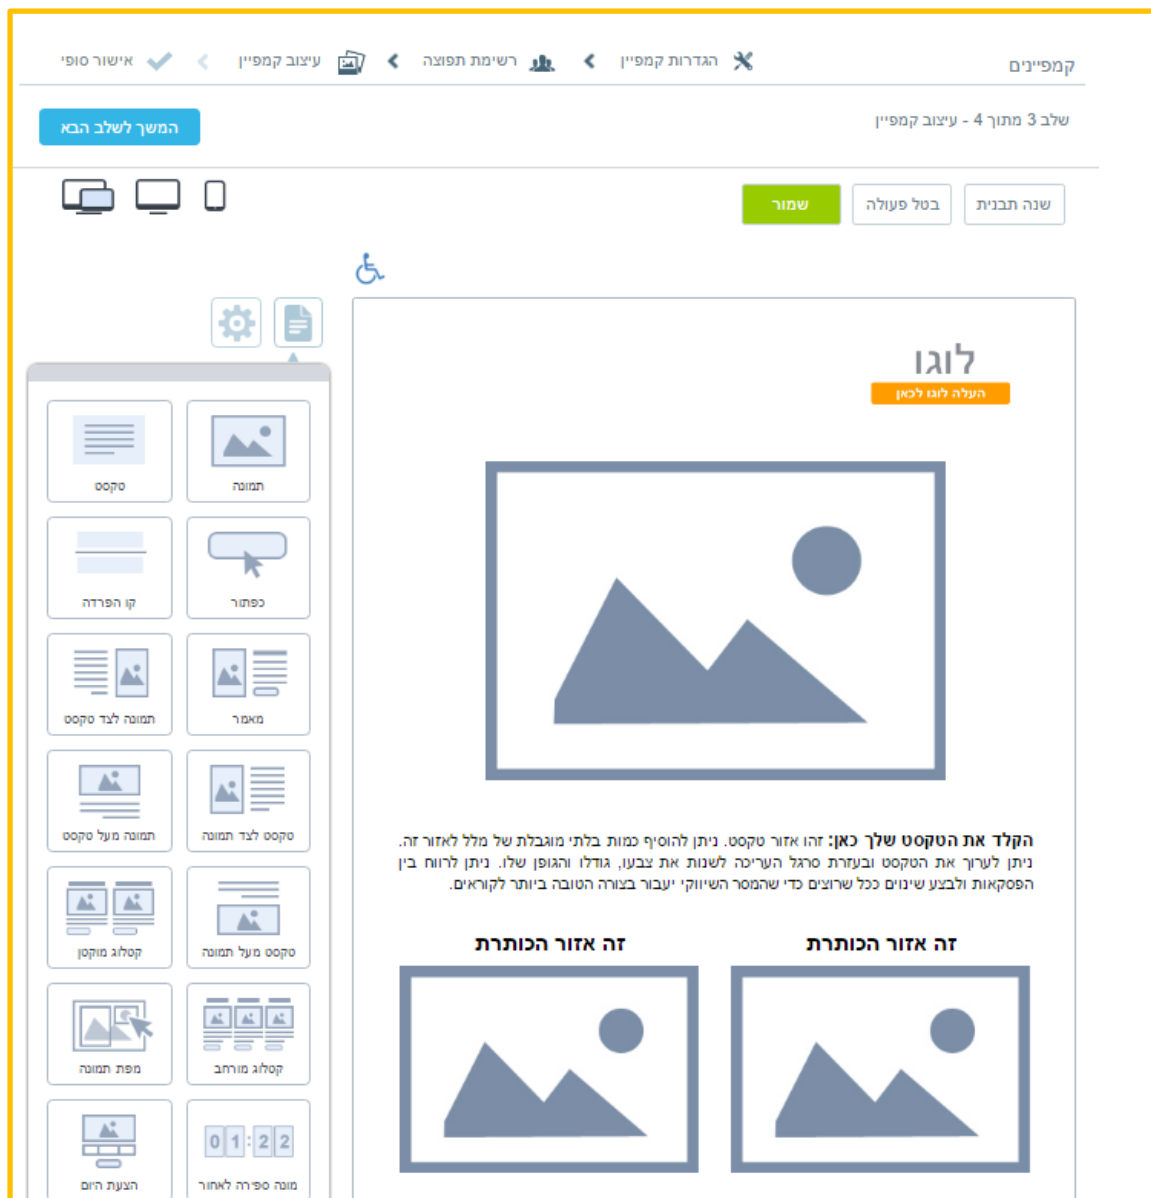 קמפיינים
הגדרות קמפיין
רשימת תפוצה
עיצוב קמפיין
אישור סופי
שלב 3 מתוך 4 - עיצוב קמפיין
המשך לשלב הבא
שנה תבנית
בטל פעולה
שמור
לוגו
העלה לוגו לכאן
תמונה
טקסט
כפתור
קו הפרדה
מאמר
תמונה לצד טקסט
טקסט לצד תמונה
תמונה מעל טקסט
טקסט מעל תמונה
קטלוג מוקטן
קטלוג מורחב
מפת תמונה
01:22
מונה ספירה לאחור
הצעת היום
הקלד את הטקסט שלך כאן: זהו אזור טקסט. ניתן להוסיף כמות בלתי מוגבלת של מלל לאזור זה.
ניתן לערוך את הטקסט ובעזרת סרגל העריכה לשנות את צבעו, גודלו והגופן שלו. ניתן לרווח בין
הפסקאות ולבצע שינוים ככל שרוצים כדי שהמסר השיווקי יעבור בצורה הטובה ביותר לקוראים.
זה אזור הכותרת
זה אזור הכותרת